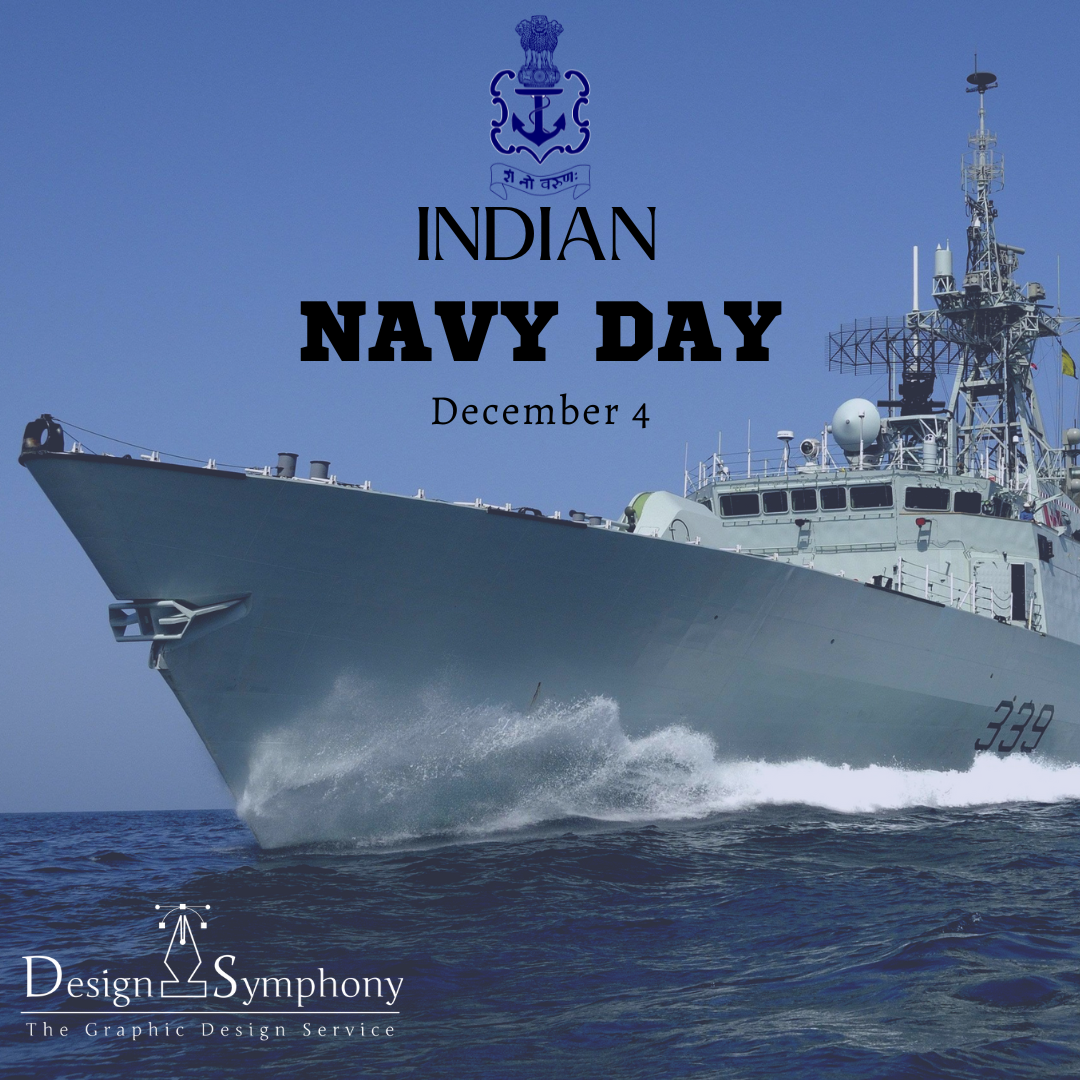 शं नो वरुणः
INDIAN
NAVY DAY
December 4
339
Design Symphony
The Graphic Design Service